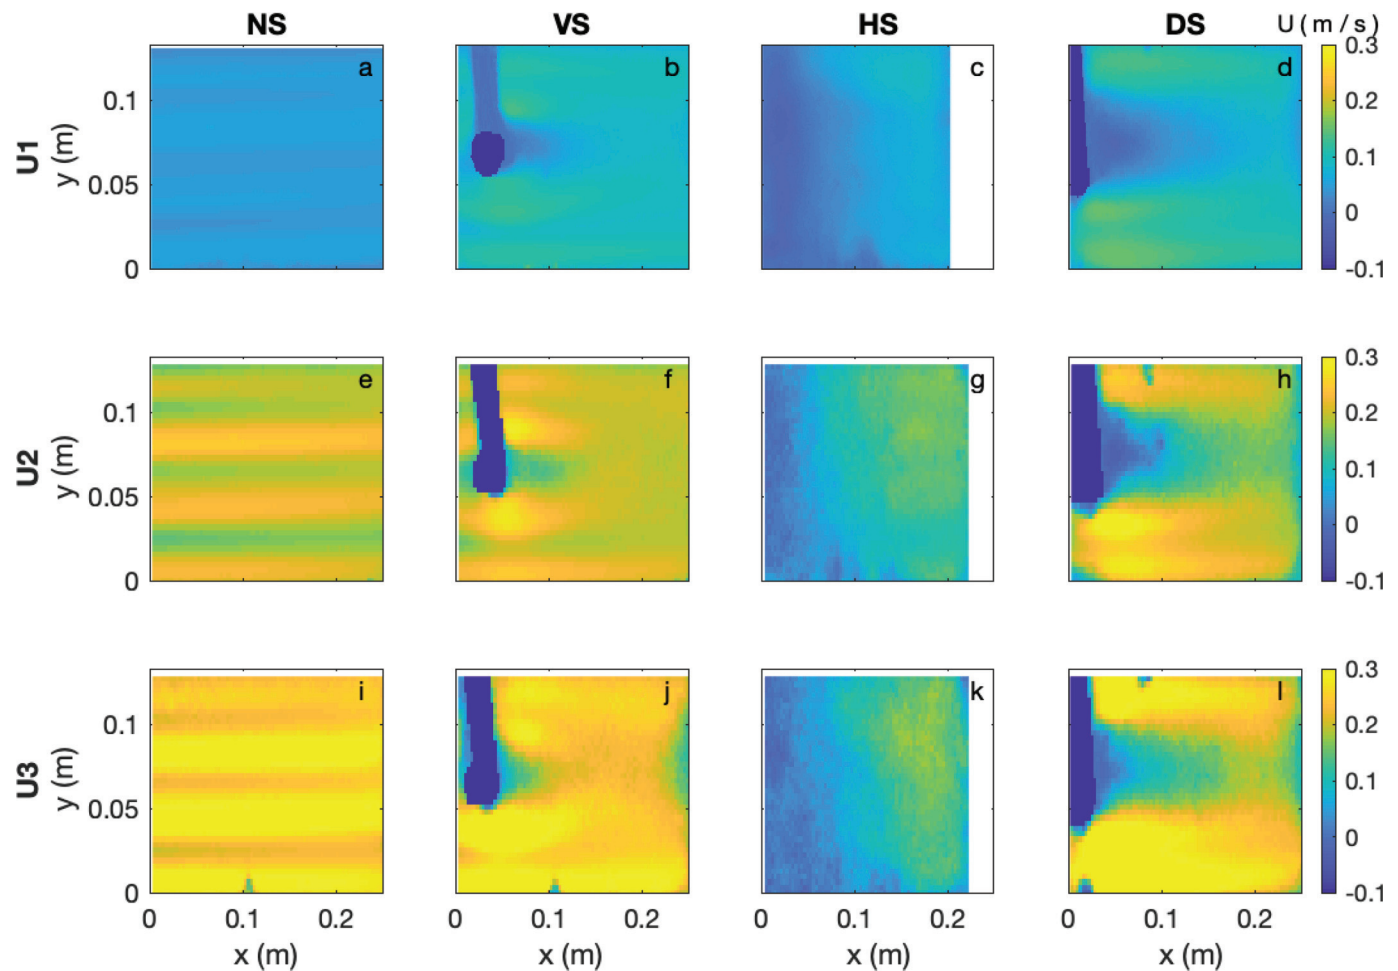 NS VS HS DS U ( m / s )
a b c d
U1
y (m)
0.1
0.05
0
0.3
0.2
0.1
0
-0.1
e f g h
U2
y (m)
0.1
0.05
0
0.3
0.2
0.1
0
-0.1
i j k l
U3
y (m)
0.1
0.05
0
0.3
0.2
0.1
0
-0.1
0 0.1 0.2 0 0.1 0.2 0 0.1 0.2 0 0.1 0.2
x (m) x (m) x (m) x (m)